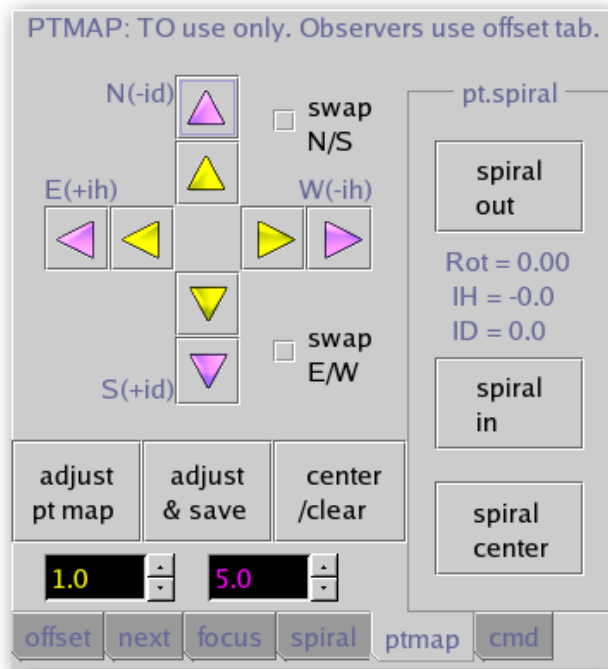 PTMAP: TO use only. Observers use offset tab.
N(-id)
swap
N/S
E(+ih)
W(-ih)
swap
E/W
S(+id)
pt.spiral
spiral
out
Rot = 0.00
IH = -0.0
ID = 0.0
spiral
in
spiral
center
adjust
pt map
adjust
& save
center
/clear
1.0
5.0
offset
next
focus
spiral
ptmap
cmd